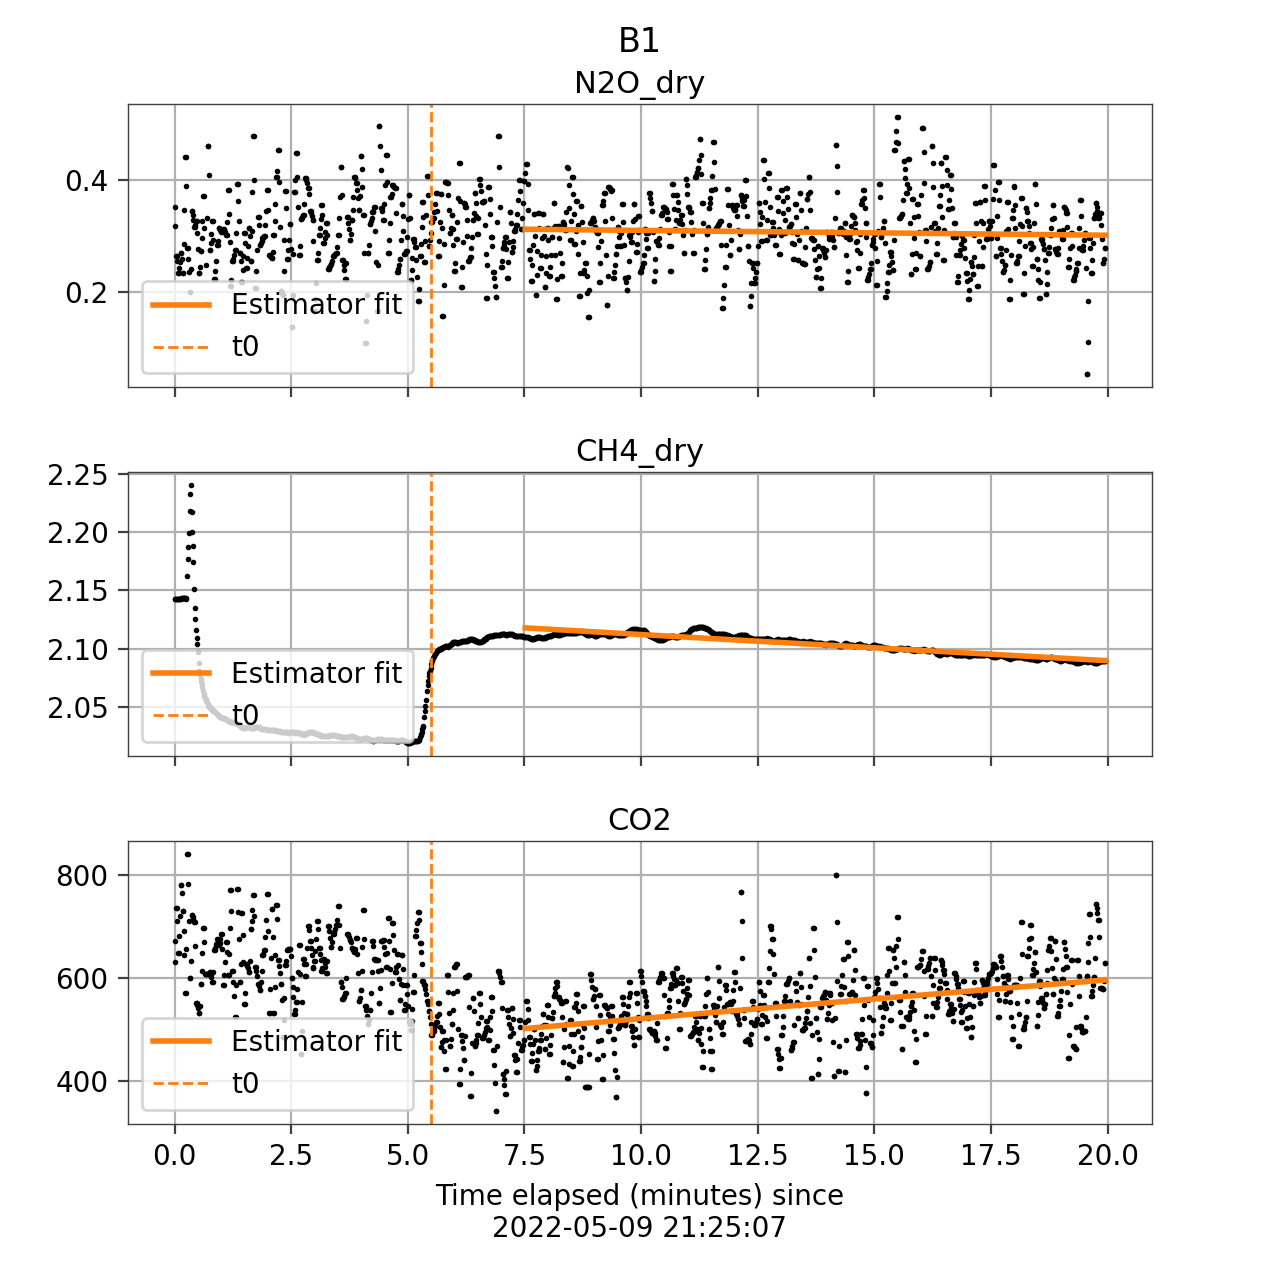 B1
N2O_dry
0.4
0.2
Estimator fit
t0
CH4_dry
2.25
2.20
2.15
2.10
2.05
Estimator fit
t0
CO2
800
600
400
Estimator fit
t0
0.0 2.5 5.0 7.5 10.0 12.5 15.0 17.5 20.0
Time elapsed (minutes) since
2022-05-09 21:25:07